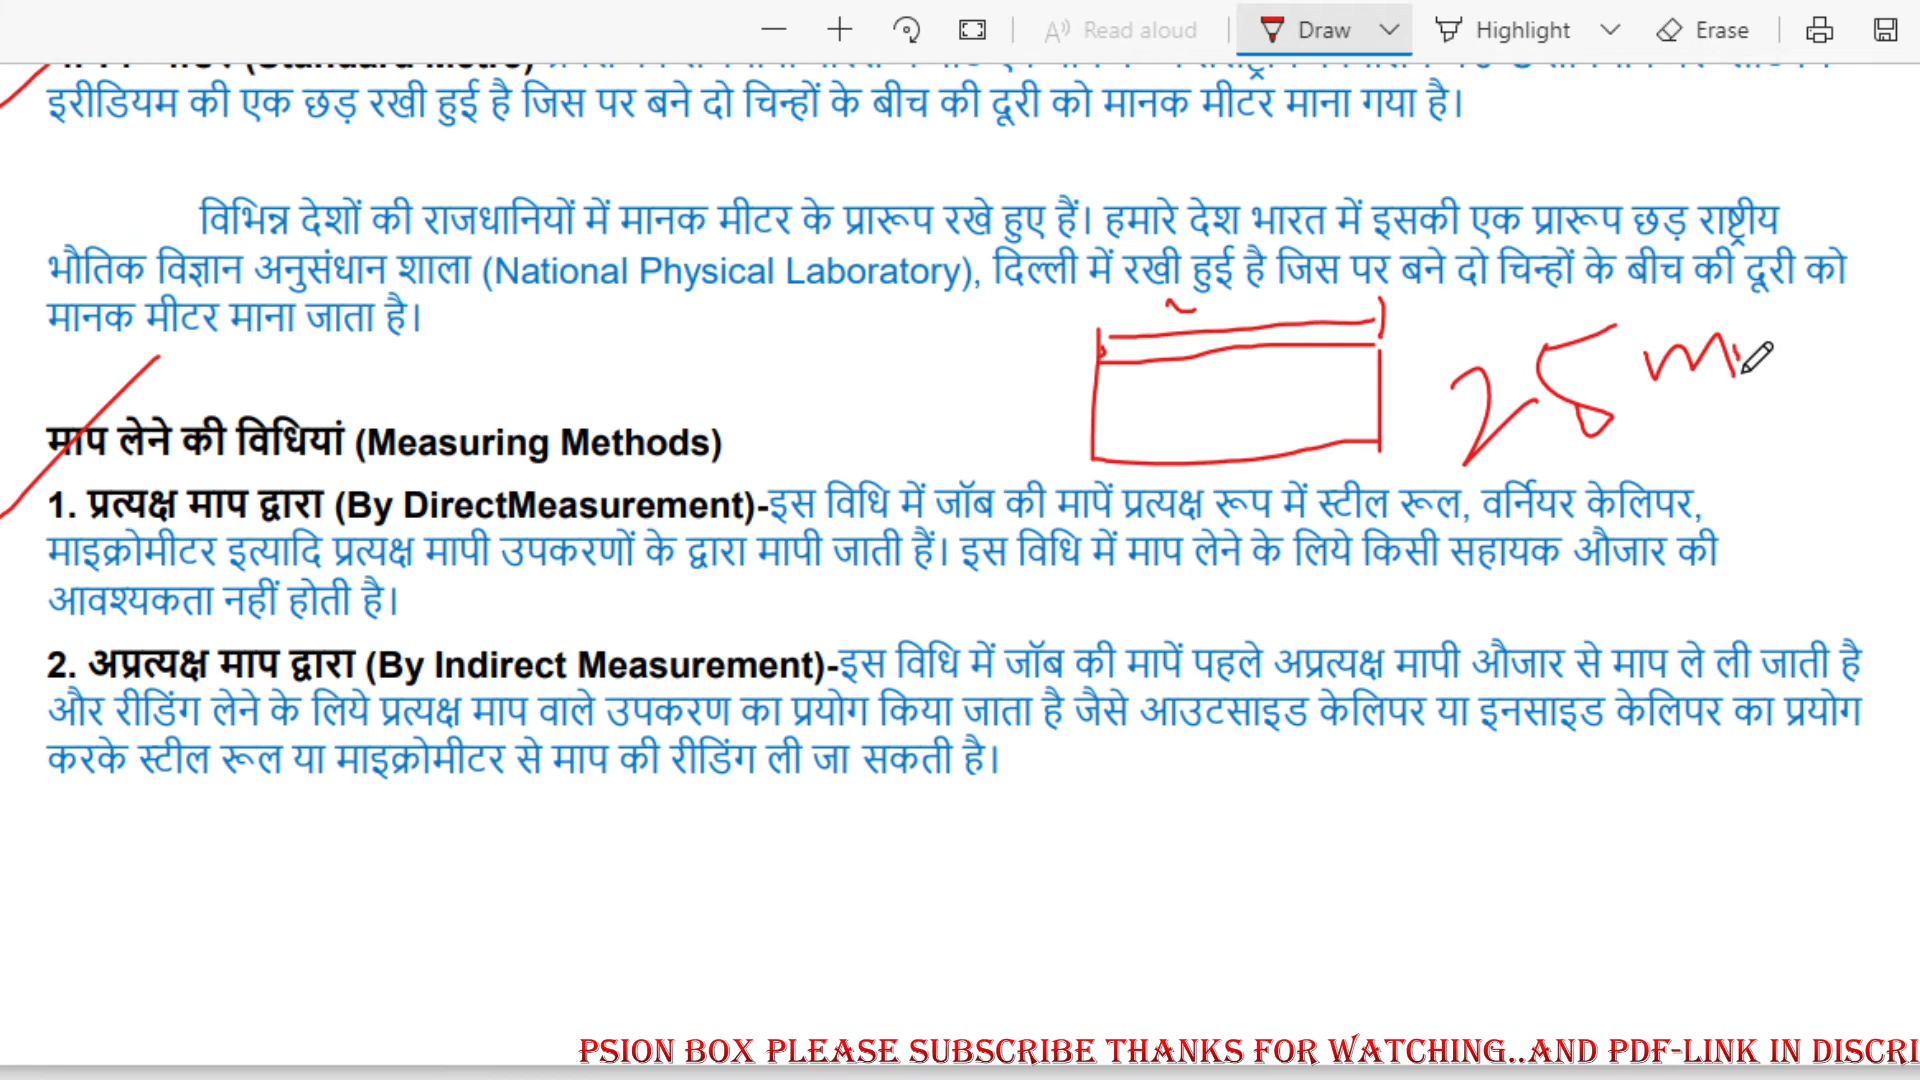 Read aloud Draw Highlight Erase
(Standard Metre)
इरीडियम की एक छड़ रखी हुई है जिस पर बने दो चिन्हों के बीच की दूरी को मानक मीटर माना गया है।
विभिन्न देशों की राजधानियों में मानक मीटर के प्रारूप रखे हुए हैं। हमारे देश भारत में इसकी एक प्रारूप छड़ राष्ट्रीय
भौतिक विज्ञान अनुसंधान शाला (National Physical Laboratory), दिल्ली में रखी हुई है जिस पर बने दो चिन्हों के बीच की दूरी को
मानक मीटर माना जाता है।
25 m
माप लेने की विधियां (Measuring Methods)
1. प्रत्यक्ष माप द्वारा (By DirectMeasurement)-इस विधि में जॉब की मापें प्रत्यक्ष रूप में स्टील रूल, वर्नियर केलिपर,
माइक्रोमीटर इत्यादि प्रत्यक्ष मापी उपकरणों के द्वारा मापी जाती हैं। इस विधि में माप लेने के लिये किसी सहायक औजार की
आवश्यकता नहीं होती है।
2. अप्रत्यक्ष माप द्वारा (By Indirect Measurement)-इस विधि में जॉब की मापें पहले अप्रत्यक्ष मापी औजार से माप ले ली जाती है
और रीडिंग लेने के लिये प्रत्यक्ष माप वाले उपकरण का प्रयोग किया जाता है जैसे आउटसाइड केलिपर या इनसाइड केलिपर का प्रयोग
करके स्टील रूल या माइक्रोमीटर से माप की रीडिंग ली जा सकती है।
PSION BOX PLEASE SUBSCRIBE THANKS FOR WATCHING..AND PDF-LINK IN DISCRI